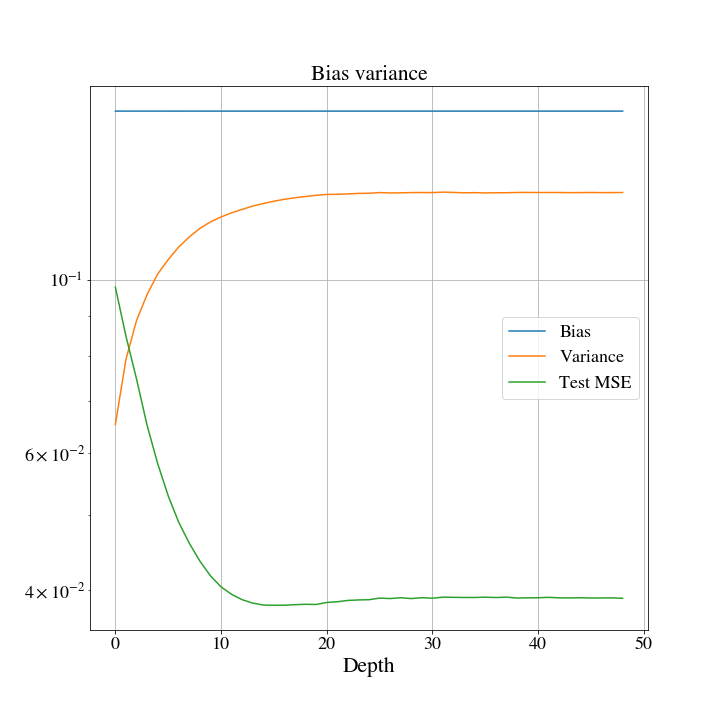 Bias variance
10⁻¹
6 × 10⁻²
4 × 10⁻²
Bias
Variance
Test MSE
0 10 20 30 40 50
Depth